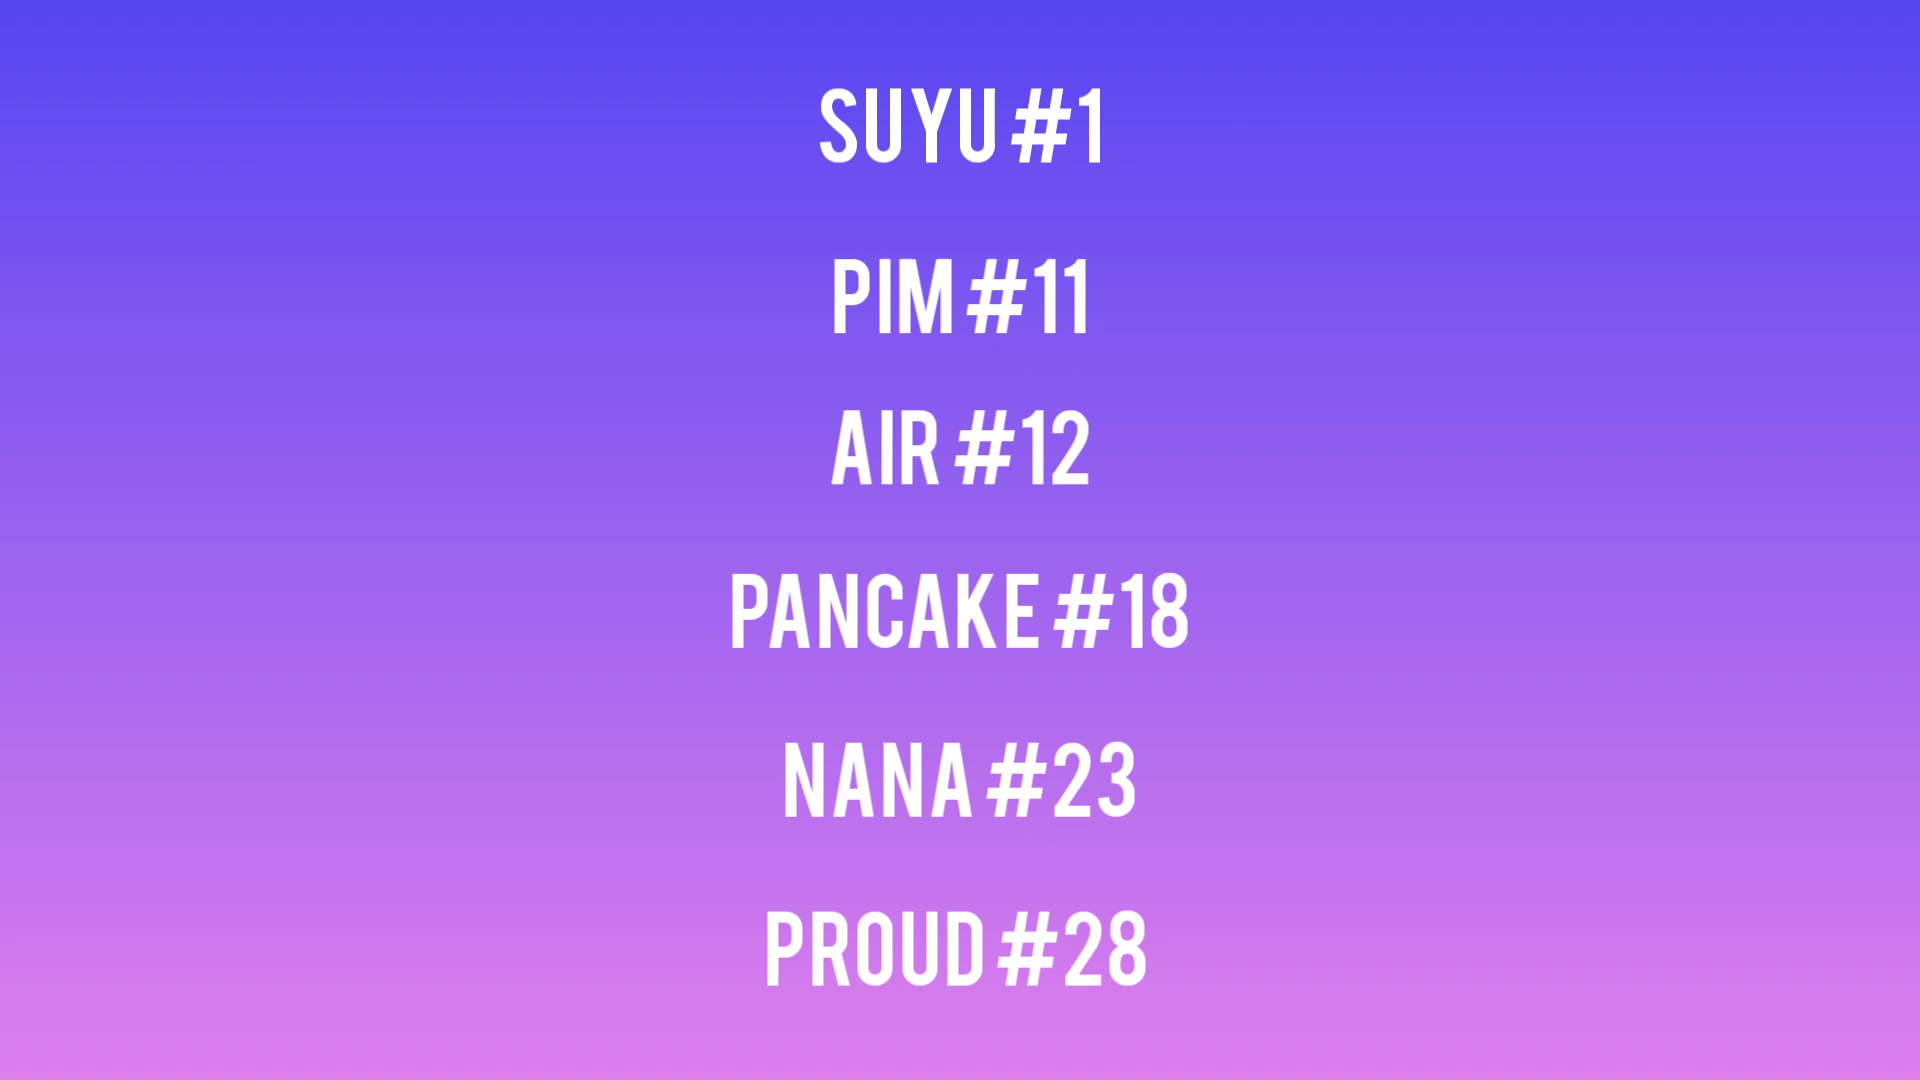 SUYU #1
PIM #11
AIR #12
PANCAKE #18
NANA #23
PROUD #28